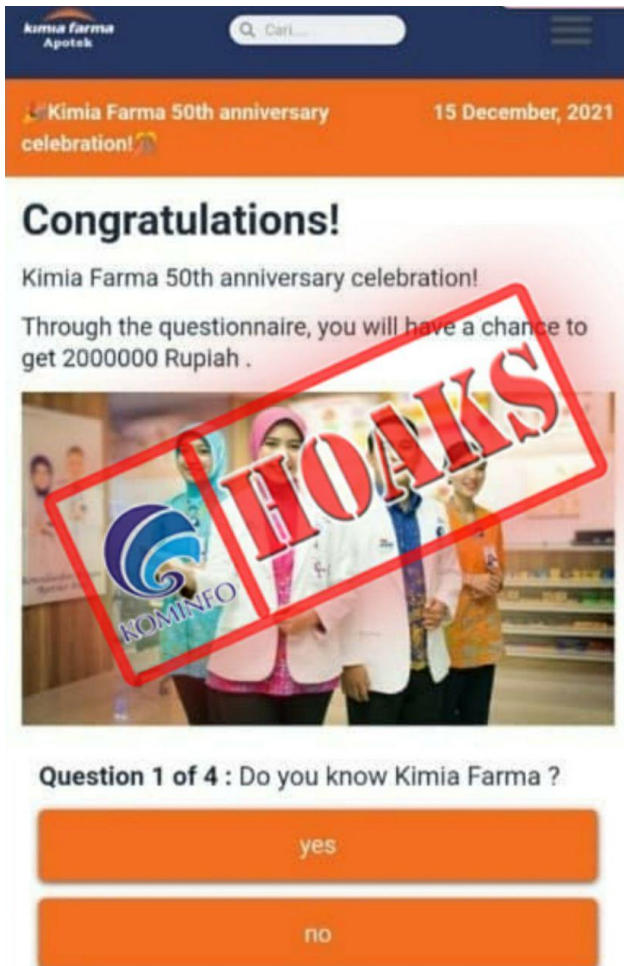 kimia farma
Apotek
Cari....
Kimia Farma 50th anniversary
celebration!
15 December, 2021
Congratulations!
Kimia Farma 50th anniversary celebration!
Through the questionnaire, you will have a chance to
get 2000000 Rupiah .
HOAKS
KOMINFO
Question 1 of 4 : Do you know Kimia Farma ?
yes
no